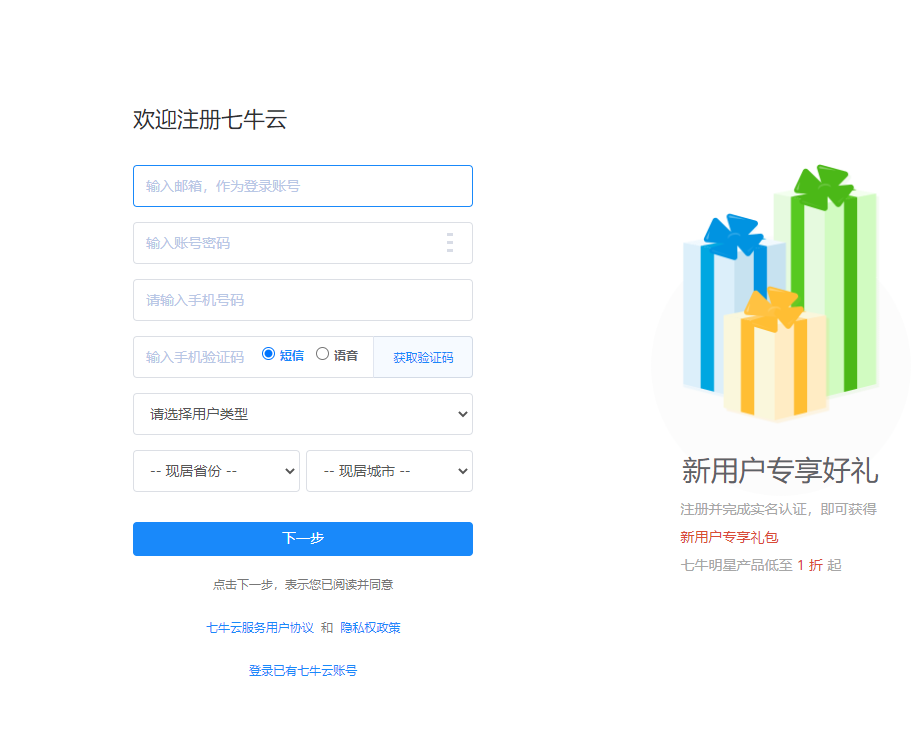 欢迎注册七牛云
输入邮箱，作为登录账号
输入账号密码
请输入手机号码
输入手机验证码 短信 语音 获取验证码
请选择用户类型
-- 现居省份 -- -- 现居城市 --
下一步
点击下一步，表示您已阅读并同意
七牛云服务用户协议 和 隐私权政策
登录已有七牛云账号
新用户专享好礼
注册并完成实名认证，即可获得
新用户专享礼包
七牛明星产品低至 1 折 起